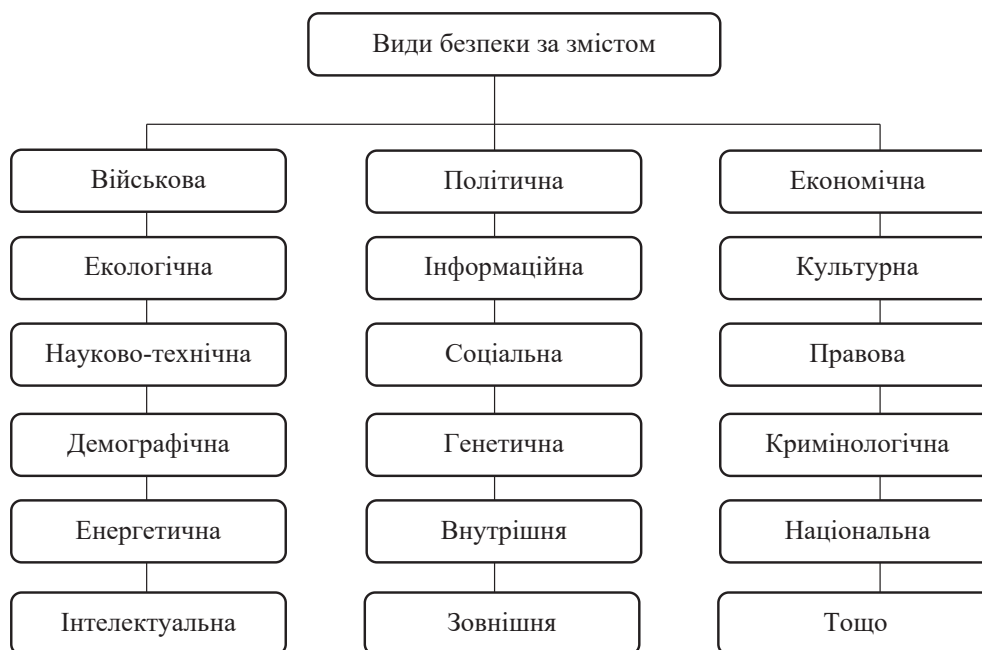 Види безпеки за змістом
Військова
Політична
Економічна
Екологічна
Інформаційна
Культурна
Науково-технічна
Соціальна
Правова
Демографічна
Генетична
Кримінологічна
Енергетична
Внутрішня
Національна
Інтелектуальна
Зовнішня
Тощо